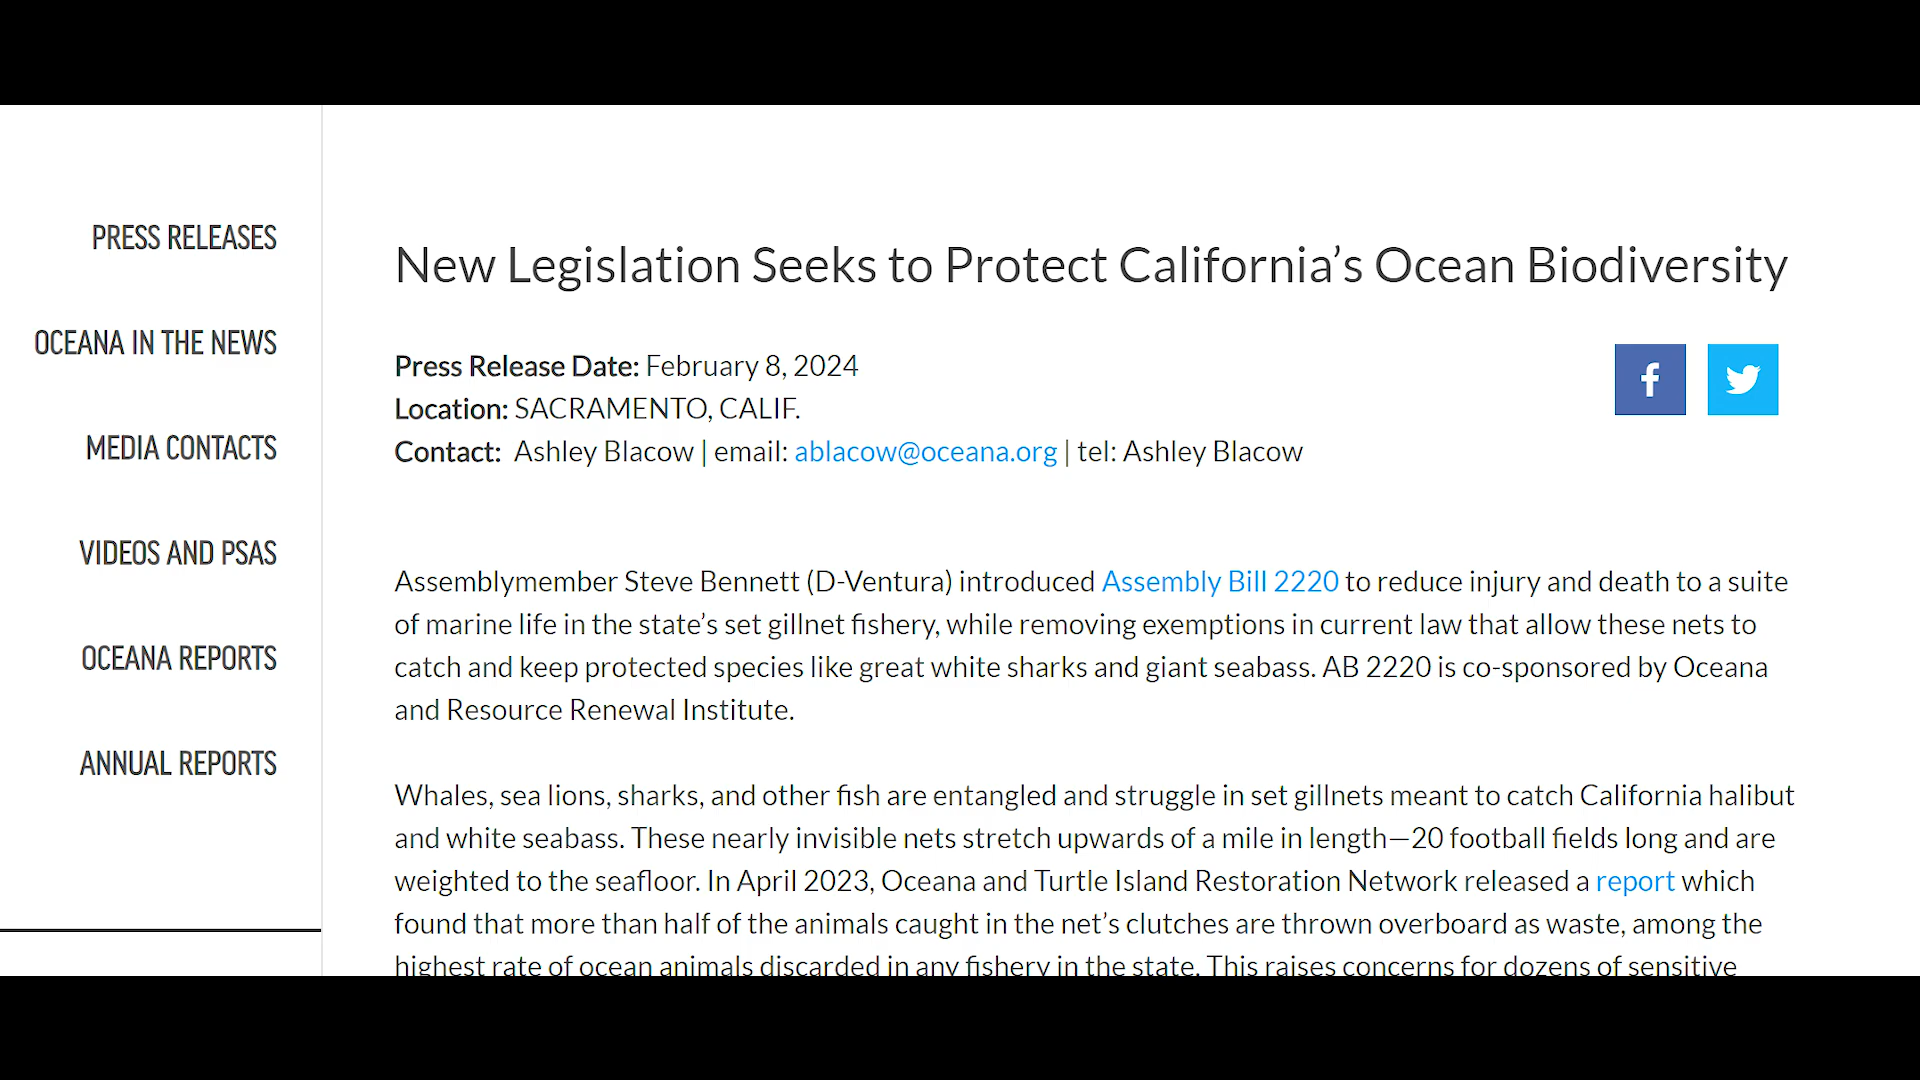 PRESS RELEASES
OCEANA IN THE NEWS
MEDIA CONTACTS
VIDEOS AND PSAS
OCEANA REPORTS
ANNUAL REPORTS
New Legislation Seeks to Protect California’s Ocean Biodiversity
Press Release Date: February 8, 2024
Location: SACRAMENTO, CALIF.
Contact: Ashley Blacow | email: ablacow@oceana.org | tel: Ashley Blacow
Assemblymember Steve Bennett (D-Ventura) introduced Assembly Bill 2220 to reduce injury and death to a suite
of marine life in the state’s set gillnet fishery, while removing exemptions in current law that allow these nets to
catch and keep protected species like great white sharks and giant seabass. AB 2220 is co-sponsored by Oceana
and Resource Renewal Institute.
Whales, sea lions, sharks, and other fish are entangled and struggle in set gillnets meant to catch California halibut
and white seabass. These nearly invisible nets stretch upwards of a mile in length—20 football fields long and are
weighted to the seafloor. In April 2023, Oceana and Turtle Island Restoration Network released a report which
found that more than half of the animals caught in the net’s clutches are thrown overboard as waste, among the
highest rate of ocean animals discarded in any fishery in the state. This raises concerns for dozens of sensitive